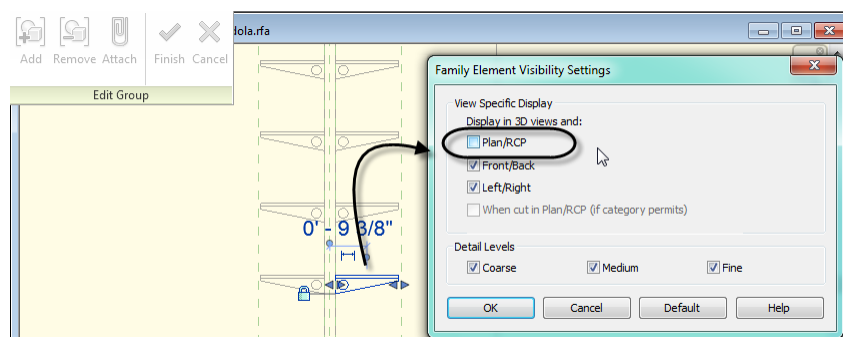 dola.rfa
Add Remove Attach Finish Cancel
Edit Group
Family Element Visibility Settings
View Specific Display
Display in 3D views and:
Plan/RCP
Front/Back
Left/Right
When cut in Plan/RCP (if category permits)
0' - 9 3/8"
Detail Levels
Coarse Medium Fine
OK Cancel Default Help